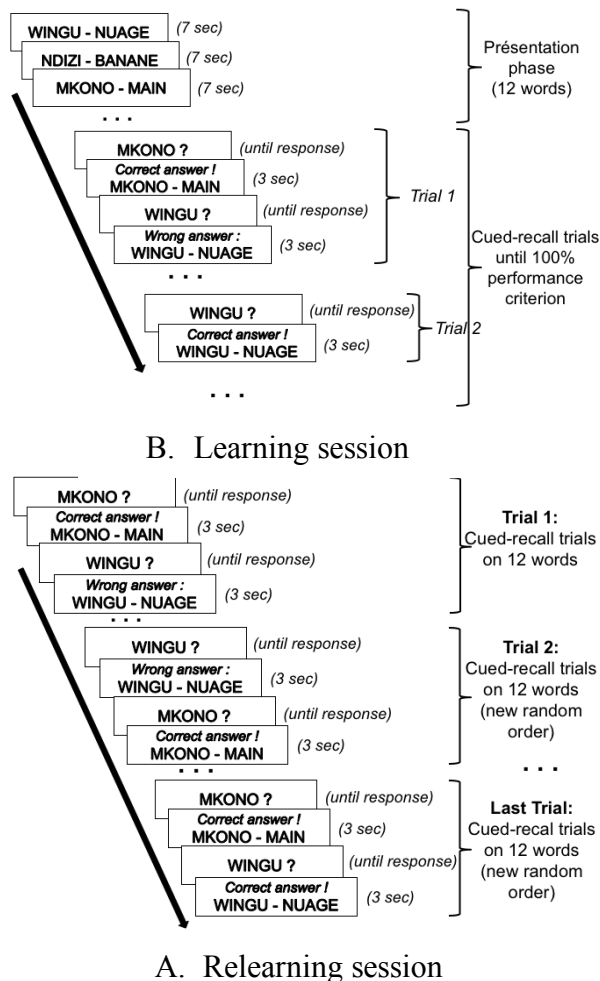 WINGU - NUAGE
(7 sec)
NDIZI - BANANE
(7 sec)
MKONO - MAIN
(7 sec)
. . .
Présentation
phase
(12 words)
MKONO ?
(until response)
Correct answer !
MKONO - MAIN
(3 sec)
WINGU ?
(until response)
Wrong answer :
WINGU - NUAGE
(3 sec)
. . .
Trial 1
WINGU ?
(until response)
Correct answer !
WINGU - NUAGE
(3 sec)
Trial 2
. . .
Cued-recall trials
until 100%
performance
criterion
B. Learning session
MKONO ?
(until response)
Correct answer !
MKONO - MAIN
(3 sec)
WINGU ?
(until response)
Wrong answer :
WINGU - NUAGE
(3 sec)
. . .
Trial 1:
Cued-recall trials
on 12 words
WINGU ?
(until response)
Wrong answer :
WINGU - NUAGE
(3 sec)
MKONO ?
(until response)
Correct answer !
MKONO - MAIN
(3 sec)
. . .
Trial 2:
Cued-recall trials
on 12 words
(new random
order)
. . .
MKONO ?
(until response)
Correct answer !
MKONO - MAIN
(3 sec)
WINGU ?
(until response)
Correct answer !
WINGU - NUAGE
(3 sec)
Last Trial:
Cued-recal trials
on 12 words
(new random
order)
A. Relearning session